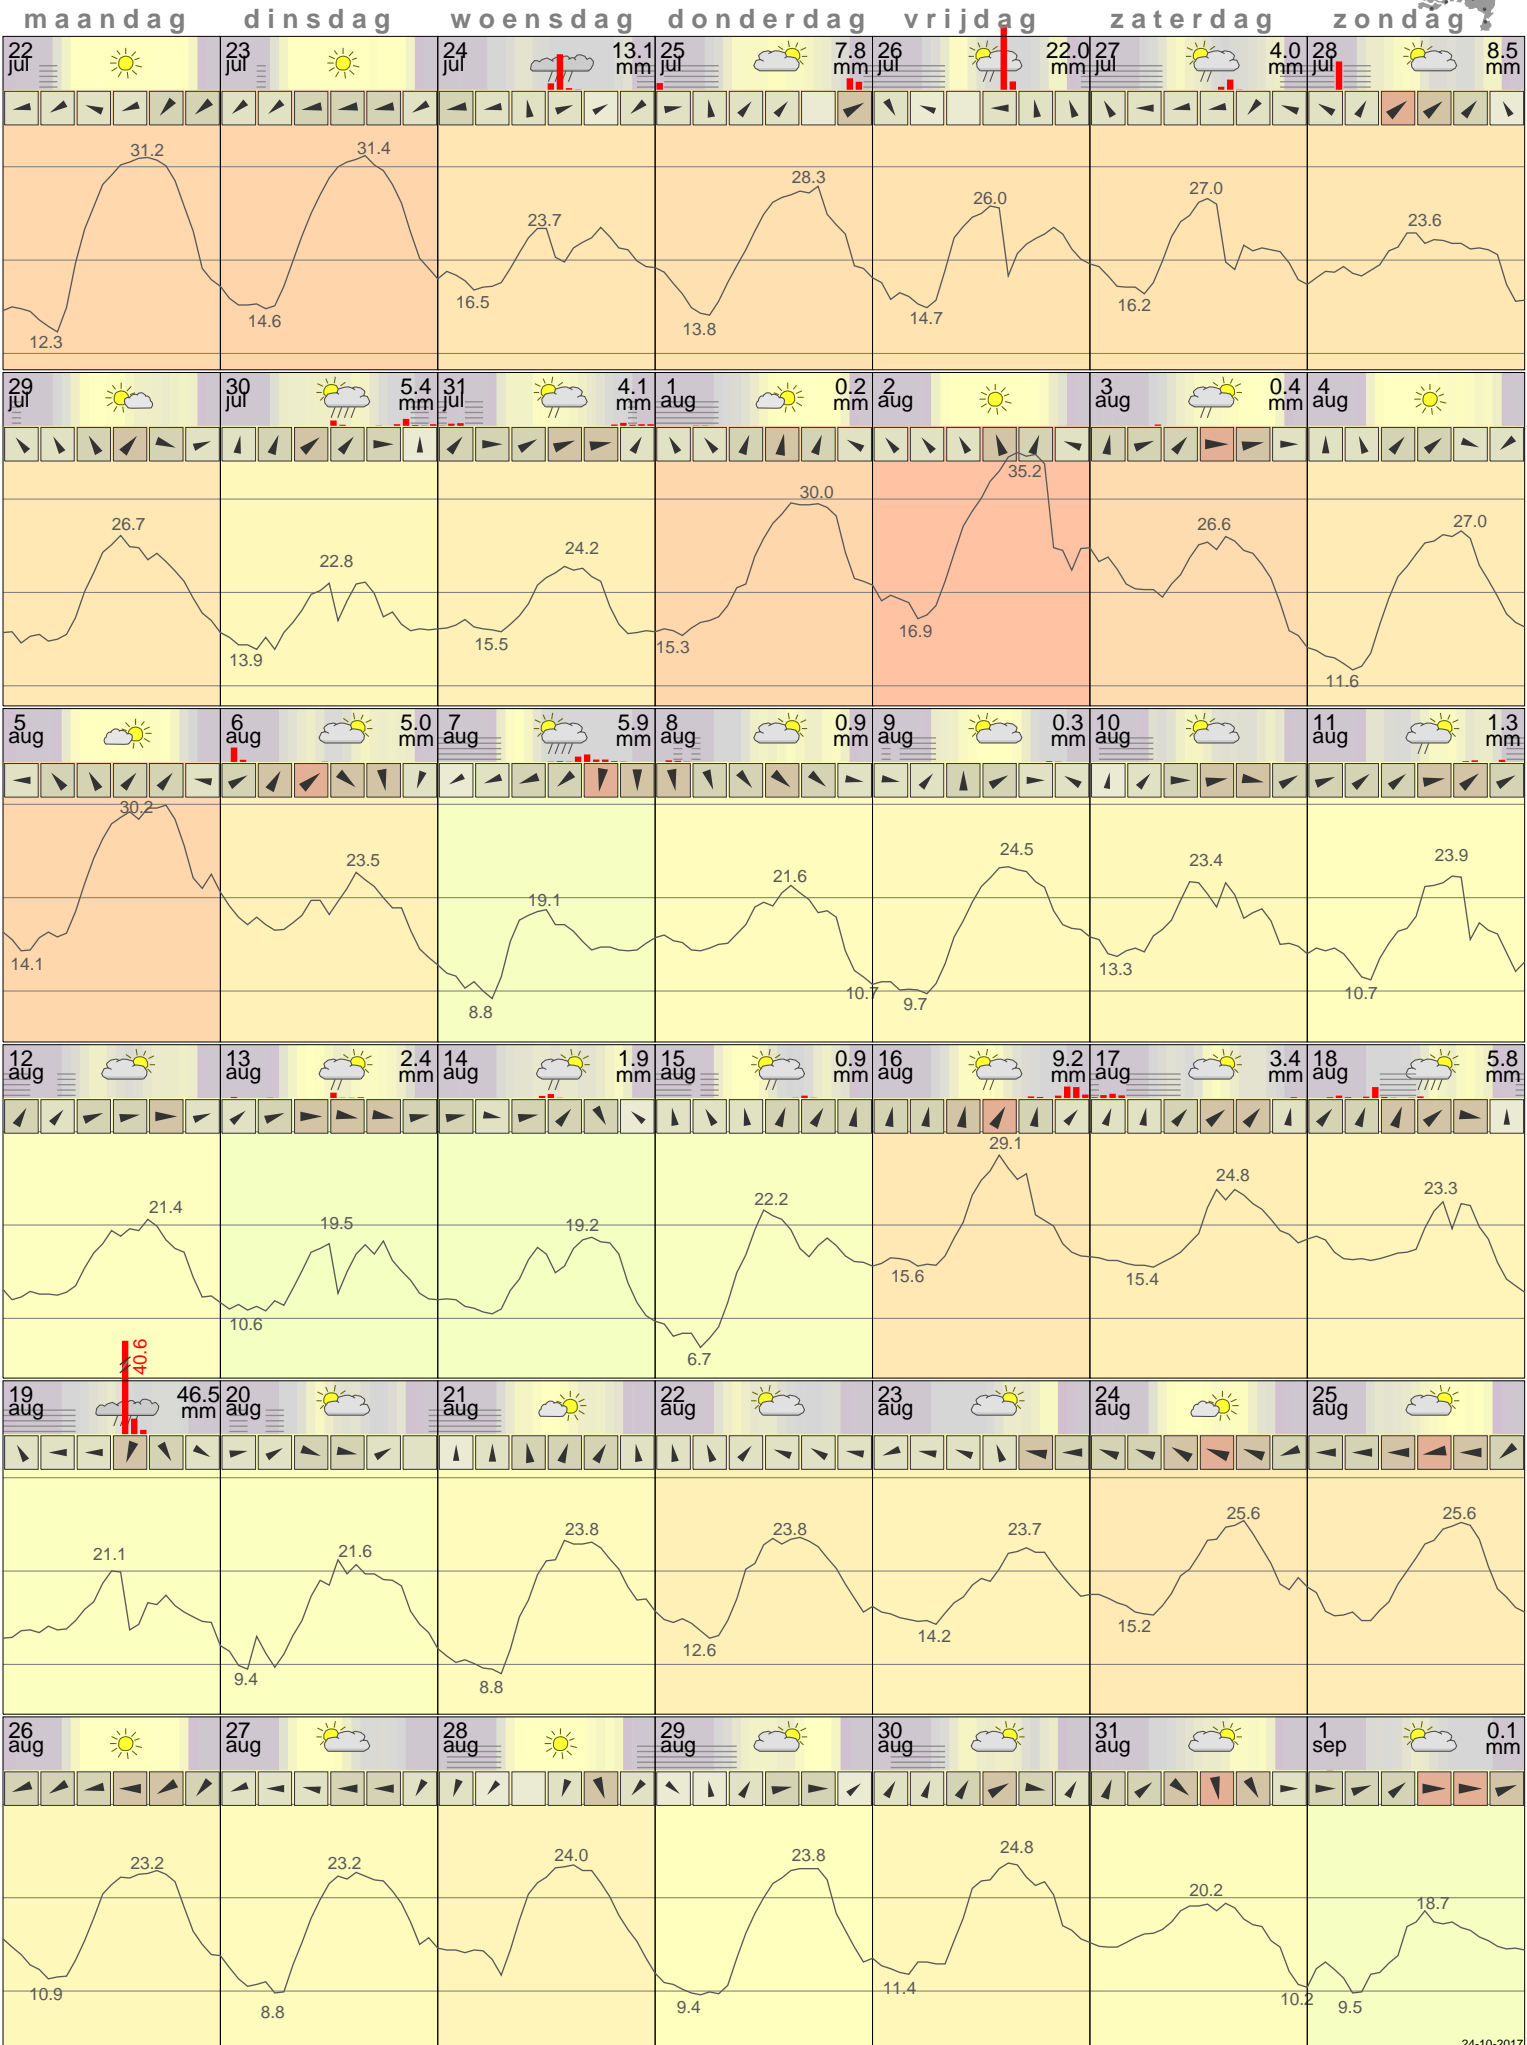 maandag dinsdag woensdag donderdag vrijdag zaterdag zondag
22 23 24 13.1 25 7.8 26 22.0 27 4.0 28 8.5
jul jul jul mm jul mm jul mm jul mm jul mm
31.2 31.4 23.7 28.3 26.0 27.0 23.6
12.3 14.6 16.5 13.8 14.7 16.2
29 30 5.4 31 4.1 1 0.2 2 3 0.4 4
jul jul mm jul mm aug mm aug aug mm aug
26.7 22.8 24.2 30.0 35.2 26.6 27.0
13.9 15.5 15.3 16.9 11.6
5 6 5.0 7 5.9 8 0.9 9 0.3 10 11 1.3
aug aug mm aug mm aug mm aug mm aug aug mm
30.2 23.5 19.1 21.6 24.5 23.4 23.9
14.1 8.8 10.7 9.7 13.3 10.7
12 13 2.4 14 1.9 15 0.9 16 9.2 17 3.4 18 5.8
aug aug mm aug mm aug mm aug mm aug mm aug mm
21.4 19.5 19.2 22.2 29.1 24.8 23.3
10.6 6.7 15.6 15.4
40.6
19 46.5 20 21 22 23 24 25
aug mm aug aug aug aug aug aug
21.1 21.6 23.8 23.8 23.7 25.6 25.6
9.4 8.8 12.6 14.2 15.2
26 27 28 29 30 31 1 0.1
aug aug aug aug aug aug sep mm
23.2 23.2 24.0 23.8 24.8 20.2 18.7
10.9 8.8 9.4 11.4 10.2 9.5
24-10-2017